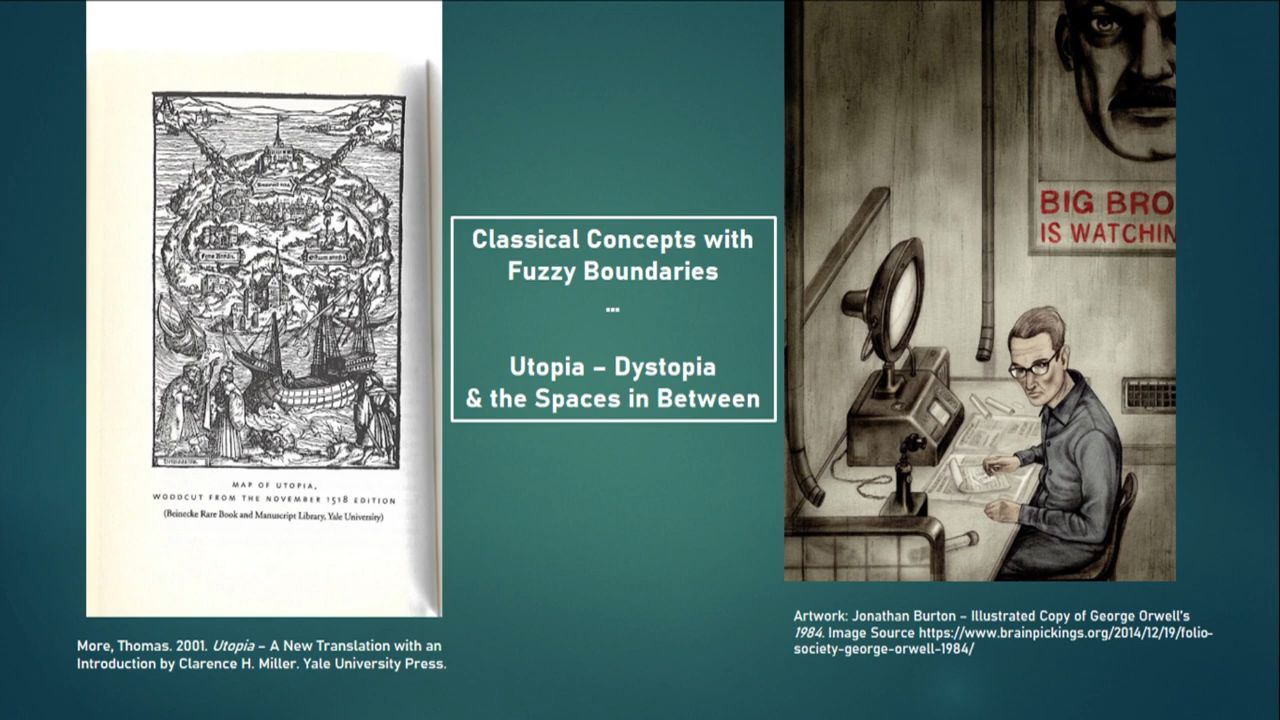 MAP OF UTOPIA,
WOODCUT FROM THE NOVEMBER 1518 EDITION
(Beinecke Rare Book and Manuscript Library, Yale University)
More, Thomas. 2001. Utopia – A New Translation with an
Introduction by Clarence H. Miller. Yale University Press.
Classical Concepts with
Fuzzy Boundaries
...
Utopia – Dystopia
& the Spaces in Between
BIG BRO
IS WATCHIN
Artwork: Jonathan Burton – Illustrated Copy of George Orwell's
1984. Image Source https://www.brainpickings.org/2014/12/19/folio-
society-george-orwell-1984/